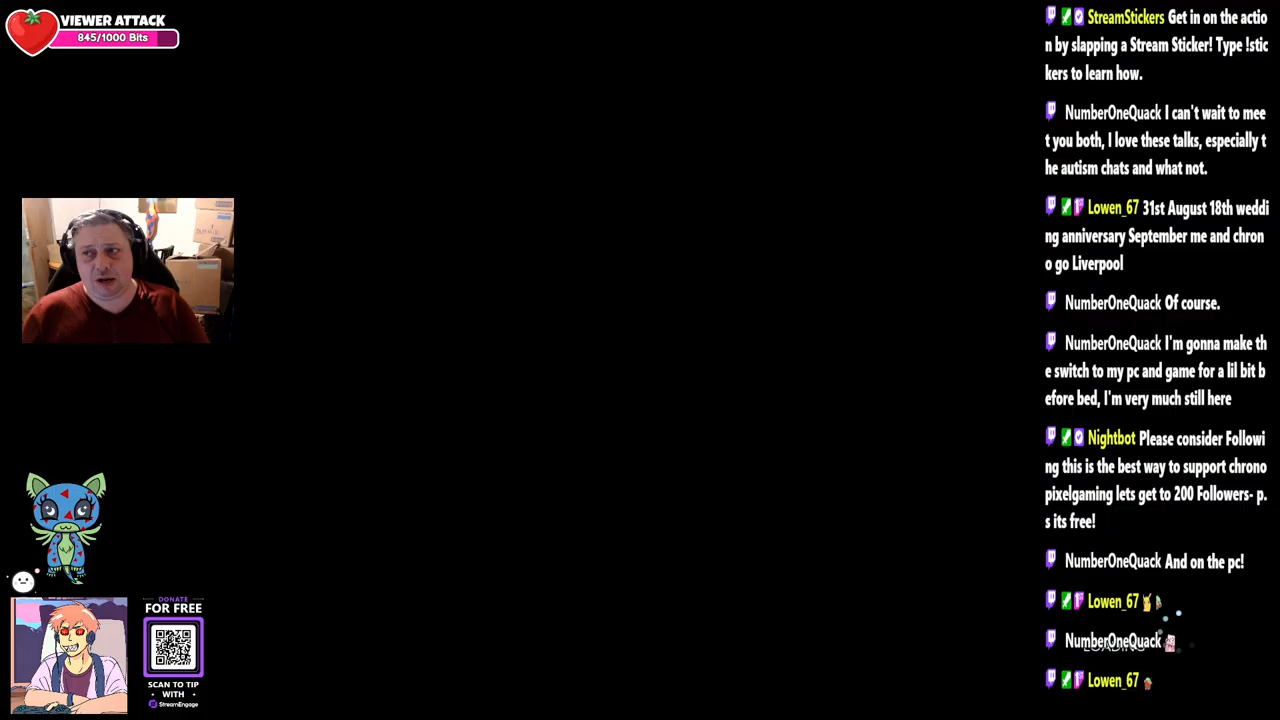 VIEWER ATTACK
845/1000 Bits
StreamStickers Get in on the actio
n by slapping a Stream Sticker! Type !stic
kers to learn how.
NumberOneQuack I can't wait to mee
t you both, I love these talks, especially t
he autism chats and what not.
Lowen_67 31st August 18th weddi
ng anniversary September me and chron
o go Liverpool
NumberOneQuack Of course.
NumberOneQuack I'm gonna make th
e switch to my pc and game for a lil bit b
efore bed, I'm very much still here
Nightbot Please consider Followi
ng this is the best way to support chrono
pixelgaming lets get to 200 Followers- p.
s its free!
NumberOneQuack And on the pc!
Lowen_67
NumberOneQuack
LOADING
Lowen_67
DONATE
FOR FREE
SCAN TO TIP
• WITH •
StreamEngage